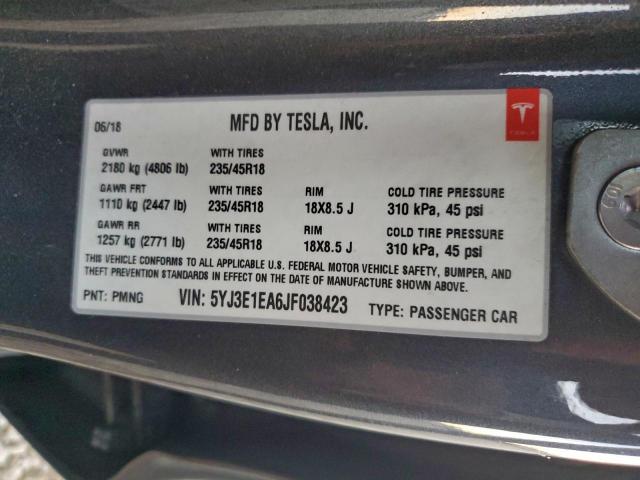 06/18 MFD BY TESLA, INC.
TESLA
GVWR WITH TIRES
2180 kg (4806 lb) 235/45R18
GAWR FRT WITH TIRES RIM COLD TIRE PRESSURE
1110 kg (2447 lb) 235/45R18 18X8.5 J 310 kPa, 45 psi
GAWR RR WITH TIRES RIM COLD TIRE PRESSURE
1257 kg (2771 lb) 235/45R18 18X8.5 J 310 kPa, 45 psi
THIS VEHICLE CONFORMS TO ALL APPLICABLE U.S. FEDERAL MOTOR VEHICLE SAFETY, BUMPER, AND
THEFT PREVENTION STANDARDS IN EFFECT ON THE DATE OF MANUFACTURE SHOWN ABOVE.
PNT: PMNG VIN: 5YJ3E1EA6JF038423 TYPE: PASSENGER CAR